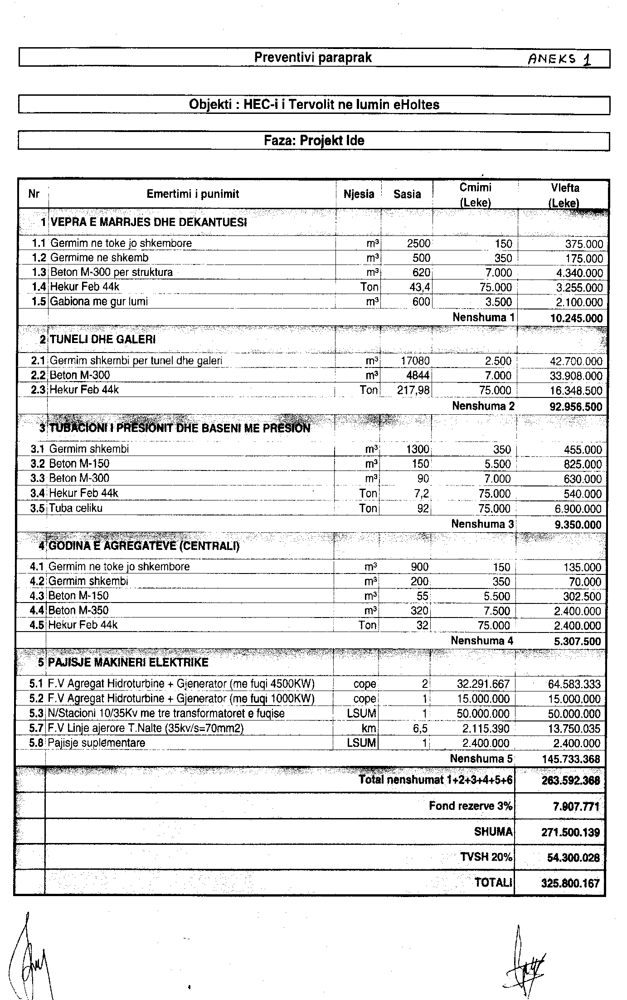 Preventivi paraprak ANEKS 1
Objekti : HEC-i i Tervolit ne lumin eHoltes
Faza: Projekt Ide
Nr Emertimi i punimit Njesia Sasia Cmimi (Leke) Vlefta (Leke)
1 VEPRA E MARRJES DHE DEKANTUESI
1.1 Germim ne toke jo shkembore m³ 2500 150 375.000
1.2 Germime ne shkemb m³ 500 350 175.000
1.3 Beton M-300 per struktura m³ 620 7.000 4.340.000
1.4 Hekur Feb 44k Ton 43,4 75.000 3.255.000
1.5 Gabiona me gur lumi m³ 600 3.500 2.100.000
Nenshuma 1 10.245.000
2 TUNELI DHE GALERI
2.1 Germim shkembi per tunel dhe galeri m³ 17080 2.500 42.700.000
2.2 Beton M-300 m³ 4844 7.000 33.908.000
2.3 Hekur Feb 44k Ton 217,98 75.000 16.348.500
Nenshuma 2 92.956.500
3 TUBACIONI I PRESIONIT DHE BASENI ME PRESION
3.1 Germim shkembi m³ 1300 350 455.000
3.2 Beton M-150 m³ 150 5.500 825.000
3.3 Beton M-300 m³ 90 7.000 630.000
3.4 Hekur Feb 44k Ton 7,2 75.000 540.000
3.5 Tuba celiku Ton 92 75.000 6.900.000
Nenshuma 3 9.350.000
4 GODINA E AGREGATEVE (CENTRALI)
4.1 Germim ne toke jo shkembore m³ 900 150 135.000
4.2 Germim shkembi m³ 200 350 70.000
4.3 Beton M-150 m³ 55 5.500 302.500
4.4 Beton M-350 m³ 320 7.500 2.400.000
4.5 Hekur Feb 44k Ton 32 75.000 2.400.000
Nenshuma 4 5.307.500
5 PAJISJE MAKINERI ELEKTRIKE
5.1 F.V Agregat Hidroturbine + Gjenerator (me fuqi 4500KW) cope 2 32.291.667 64.583.333
5.2 F.V Agregat Hidroturbine + Gjenerator (me fuqi 1000KW) cope 1 15.000.000 15.000.000
5.3 N/Stacioni 10/35Kv me tre transformatoret e fuqise LSUM 1 50.000.000 50.000.000
5.7 F.V Linje ajerore T.Nalte (35kv/s=70mm2) km 6,5 2.115.390 13.750.035
5.8 Pajisje suplementare LSUM 1 2.400.000 2.400.000
Nenshuma 5 145.733.368
Total nenshumat 1+2+3+4+5+6 263.592.368
Fond rezerve 3% 7.907.771
SHUMA 271.500.139
TVSH 20% 54.300.028
TOTALI 325.800.167